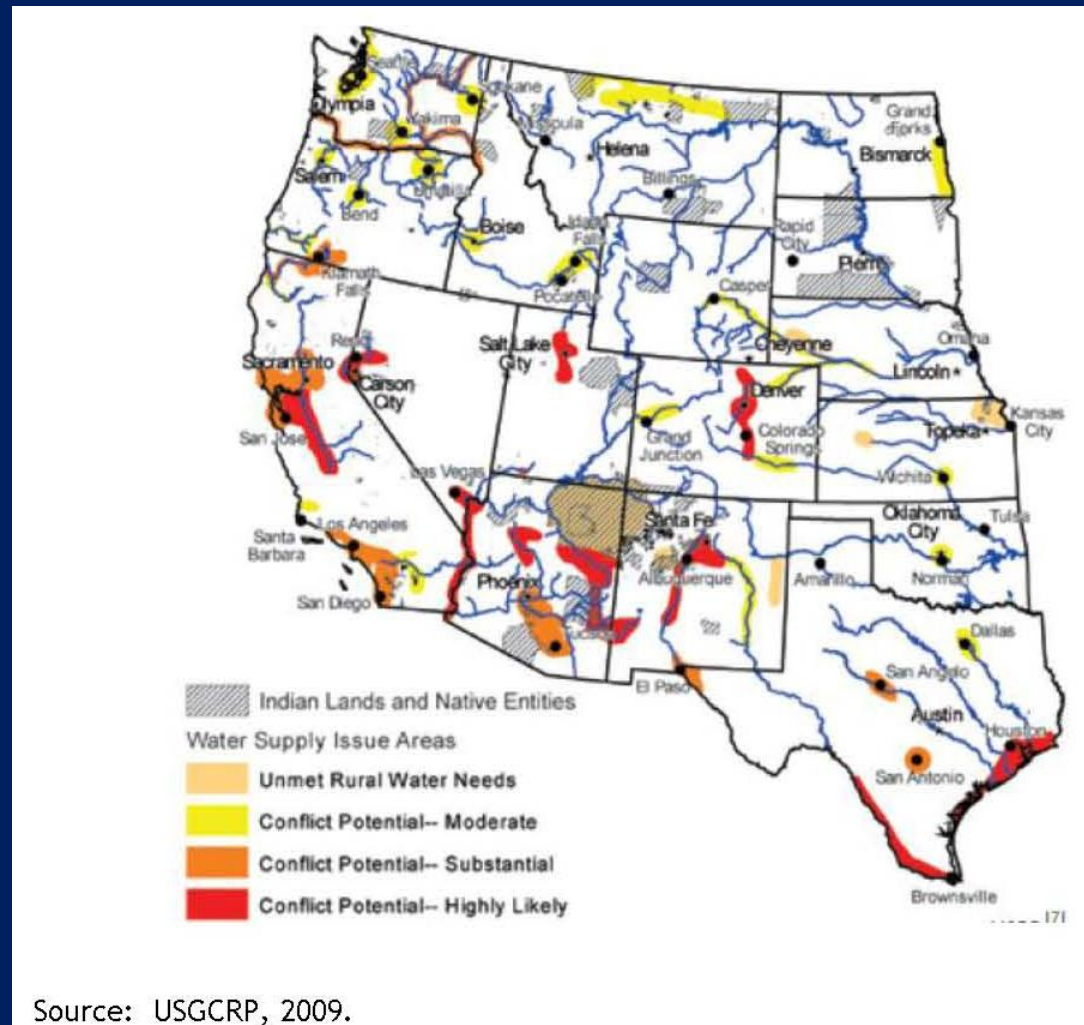 Seattle
Spokane
Olympia
Yakima
Missoula
Grand
Forks
Helena
Bismarck
Salem
Billings
Bend
Boise
Idaho
Falls
Rapid
City
Pierre
Klamath
Falls
Pocatello
Casper
Reno
Salt Lake
City
Cheyenne
Omaha
Sacramento
Lincoln
Carson
City
Denver
Kansas
City
San Jose
Grand
Junction
Colorado
Springs
Topeka
Las Vegas
Wichita
Santa Fe
Oklahoma
City
Tulsa
Los Angeles
Santa
Barbara
Phoenix
Albuquerque
Amarillo
Norman
San Diego
Tucson
Dallas
El Paso
San Angelo
Austin
Houston
San Antonio
Brownsville
Indian Lands and Native Entities
Water Supply Issue Areas
Unmet Rural Water Needs
Conflict Potential-- Moderate
Conflict Potential-- Substantial
Conflict Potential-- Highly Likely
Source: USGCRP, 2009.